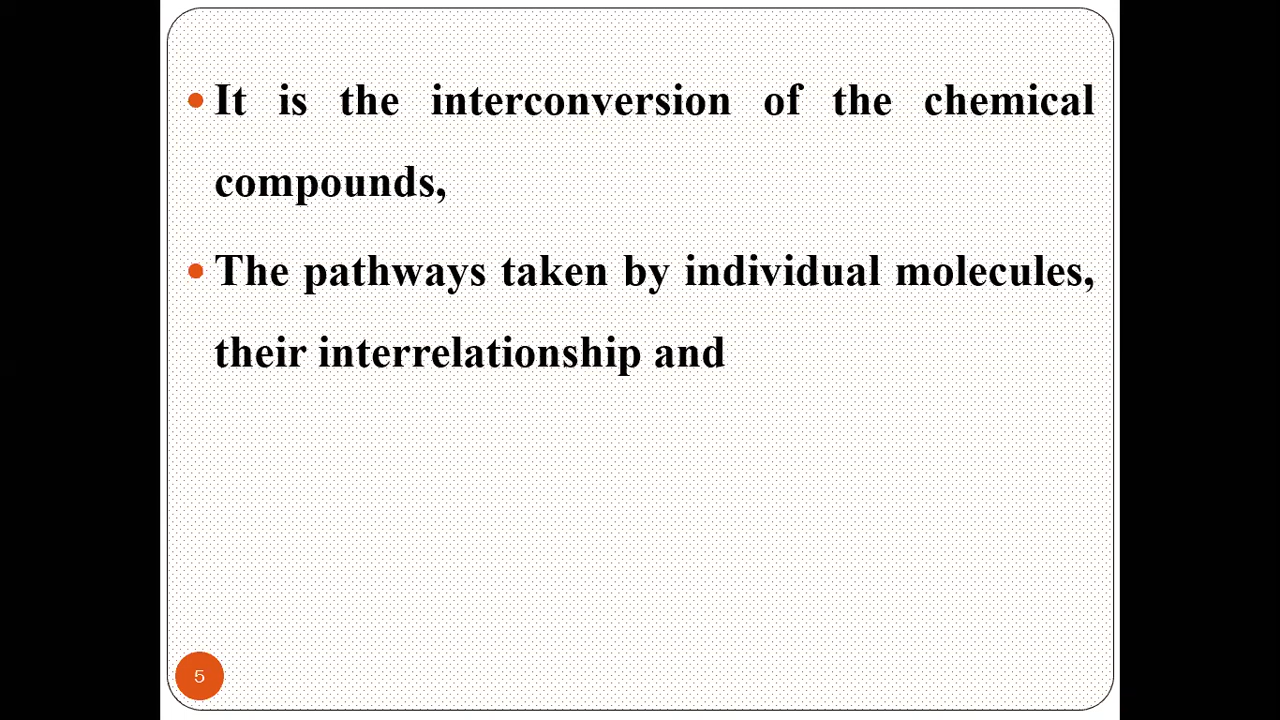 • It is the interconversion of the chemical
compounds,
• The pathways taken by individual molecules,
their interrelationship and
5